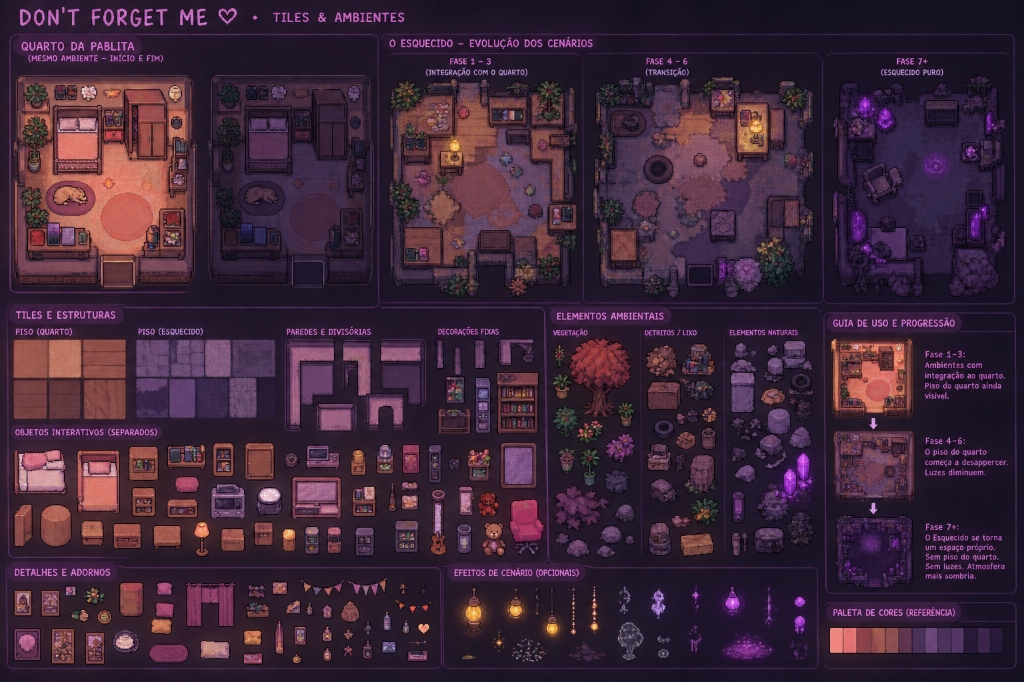 DON'T FORGET ME ♡ • TILES & AMBIENTES
QUARTO DA PABLITA
(MESMO AMBIENTE – INÍCIO E FIM)
O ESQUECIDO – EVOLUÇÃO DOS CENÁRIOS
FASE 1 – 3
(INTEGRAÇÃO COM O QUARTO)
FASE 4 – 6
(TRANSIÇÃO)
FASE 7+
(ESQUECIDO PURO)
TILES E ESTRUTURAS
PISO (QUARTO)
PISO (ESQUECIDO)
PAREDES E DIVISÓRIAS
DECORAÇÕES FIXAS
OBJETOS INTERATIVOS (SEPARADOS)
ELEMENTOS AMBIENTAIS
VEGETAÇÃO
DETRITOS / LIXO
ELEMENTOS NATURAIS
GUIA DE USO E PROGRESSÃO
Fase 1–3:
Ambientes com
integração ao quarto.
Piso do quarto ainda
visível.
Fase 4–6:
O piso do quarto
começa a desappercer.
Luzes diminuem.
Fase 7+:
O Esquecido se torna
um espaço próprio.
Sem piso do quarto.
Sem luzes. Atmosfera
mais sombria.
DETALHES E ADORNOS
EFEITOS DE CENÁRIO (OPCIONAIS)
PALETA DE CORES (REFERÊNCIA)